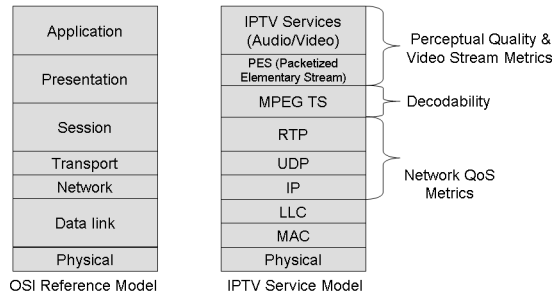 Application
Presentation
Session
Transport
Network
Data link
Physical
OSI Reference Model
IPTV Services
(Audio/Video)
PES (Packetized
Elementary Stream)
MPEG TS
RTP
UDP
IP
LLC
MAC
Physical
IPTV Service Model
Perceptual Quality &
Video Stream Metrics
Decodability
Network QoS
Metrics